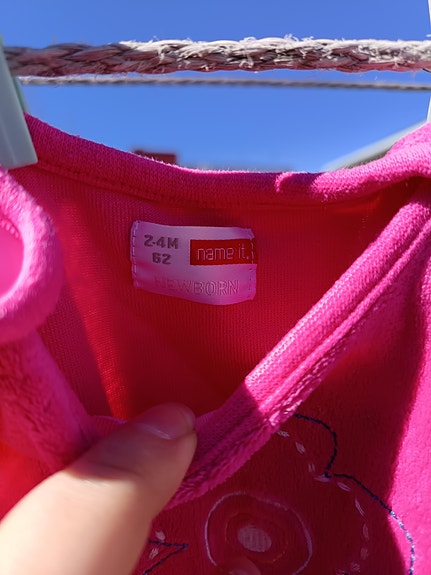 2-4M
62
name it.
NEWBORN